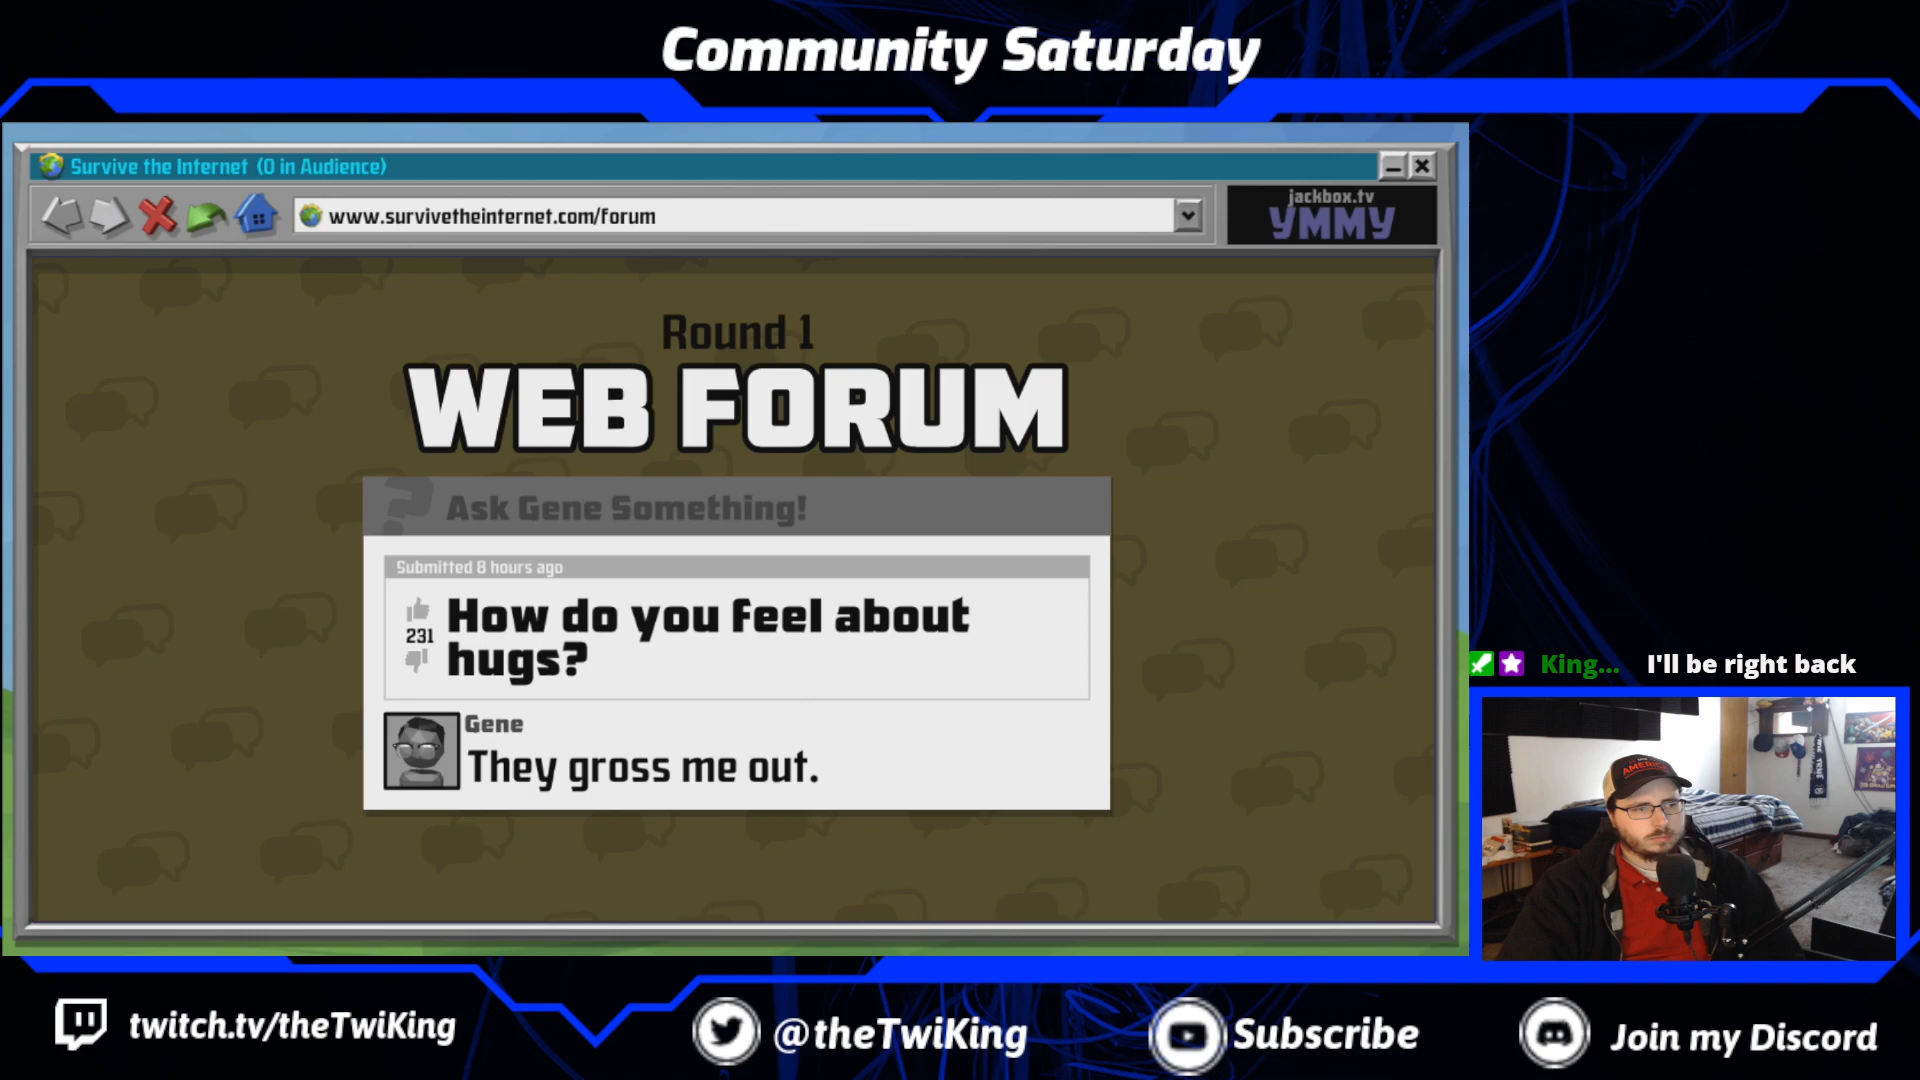 Community Saturday
Survive the Internet (0 in Audience)
www.survivetheinternet.com/forum
jackbox.tv
YMMY
Round 1
WEB FORUM
Ask Gene Something!
Submitted 8 hours ago
231
How do you feel about
hugs?
Gene
They gross me out.
King... I'll be right back
AMERICA
twitch.tv/theTwiKing
@theTwiKing
Subscribe
Join my Discord